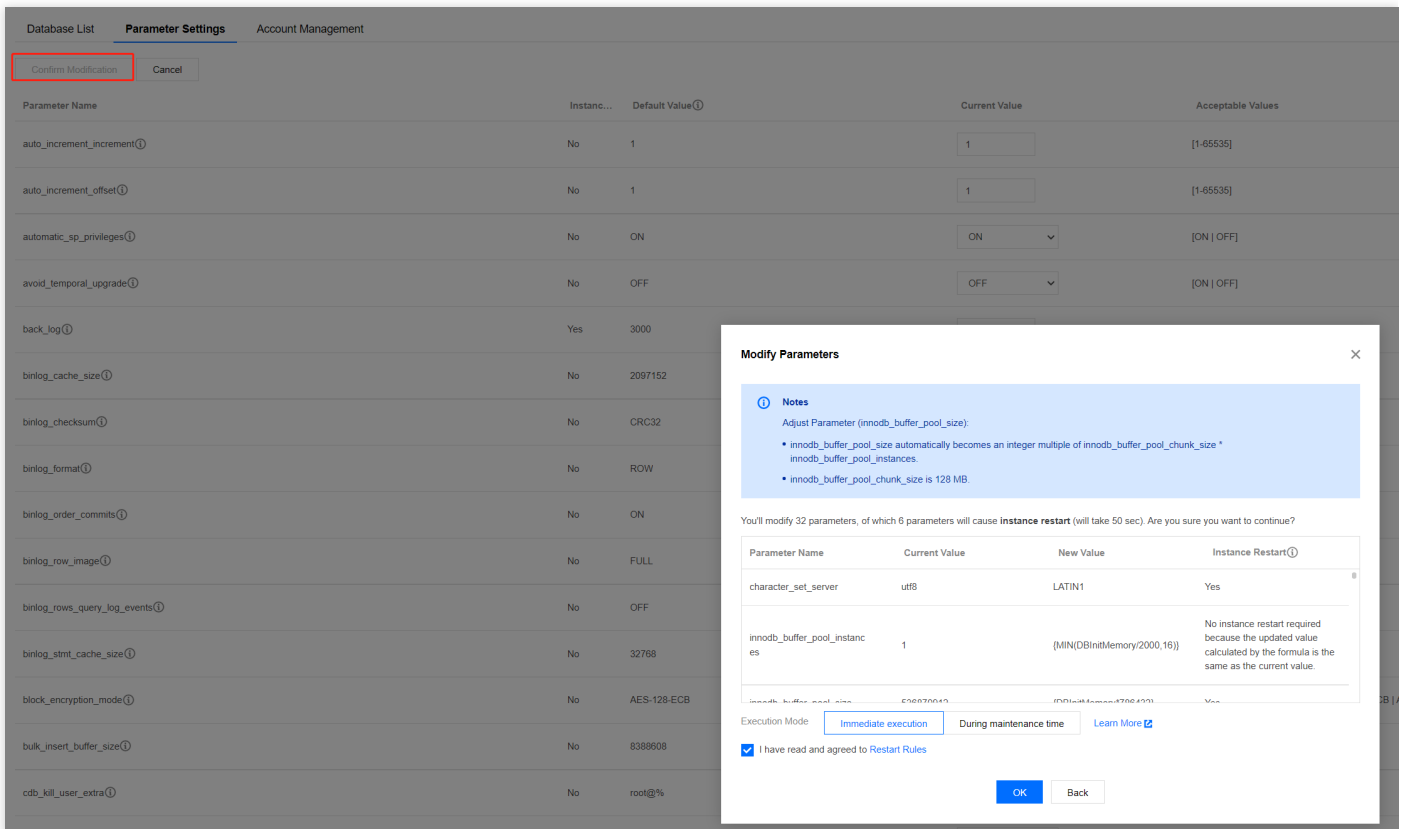 Database List Parameter Settings Account Management
Confirm Modification Cancel
Parameter Name Instanc... Default Value Current Value Acceptable Values
auto_increment_increment No 1 1 [1-65535]
auto_increment_offset No 1 1 [1-65535]
automatic_sp_privileges No ON ON [ON | OFF]
avoid_temporal_upgrade No OFF OFF [ON | OFF]
back_log Yes 3000
binlog_cache_size No 2097152
binlog_checksum No CRC32
binlog_format No ROW
binlog_order_commits No ON
binlog_row_image No FULL
binlog_rows_query_log_events No OFF
binlog_stmt_cache_size No 32768
block_encryption_mode No AES-128-ECB
bulk_insert_buffer_size No 8388608
cdb_kill_user_extra No root@%
Modify Parameters
Notes
Adjust Parameter (innodb_buffer_pool_size):
• innodb_buffer_pool_size automatically becomes an integer multiple of innodb_buffer_pool_chunk_size *
innodb_buffer_pool_instances.
• innodb_buffer_pool_chunk_size is 128 MB.
You'll modify 32 parameters, of which 6 parameters will cause instance restart (will take 50 sec). Are you sure you want to continue?
Parameter Name Current Value New Value Instance Restart
character_set_server utf8 LATIN1 Yes
innodb_buffer_pool_instanc
es
1
{MIN(DBInitMemory/2000,16)}
No instance restart required
because the updated value
calculated by the formula is the
same as the current value.
innodb_buffer_pool_size 536870912 {DBInitMemory*786432} Yes
Execution Mode Immediate execution During maintenance time Learn More
I have read and agreed to Restart Rules
OK Back